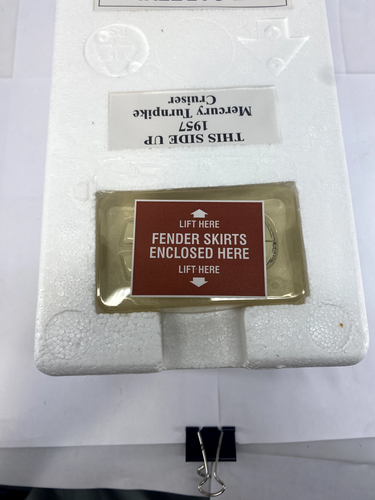 THIS SIDE UP
1957
Mercury Turnpike
Cruiser
LIFT HERE
FENDER SKIRTS
ENCLOSED HERE
LIFT HERE